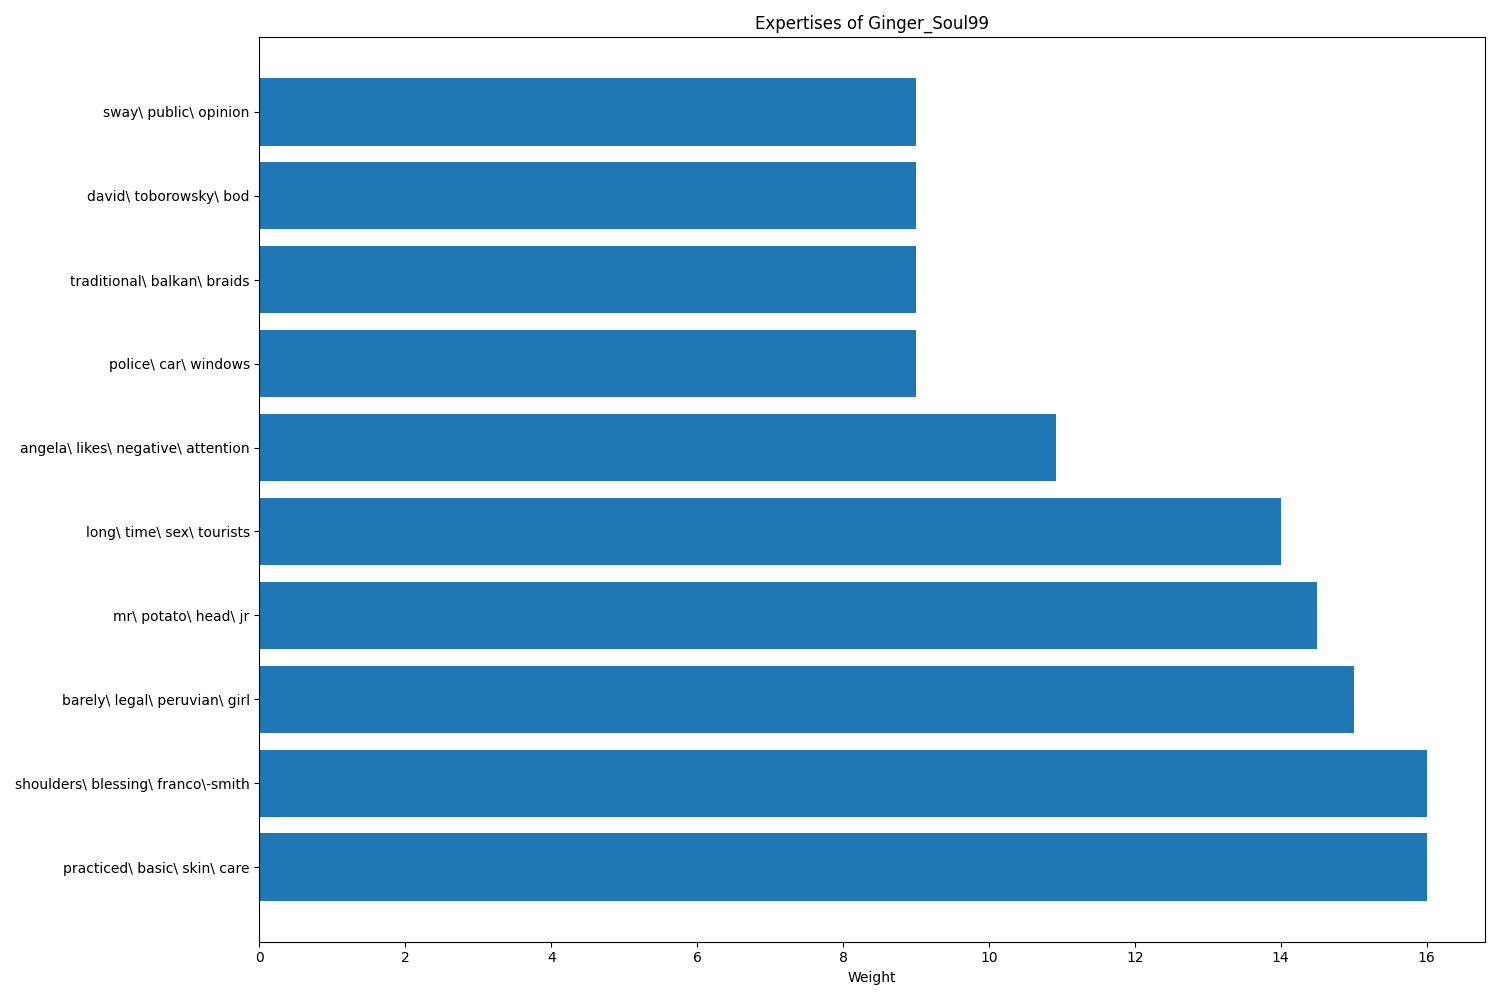 Expertises of Ginger_Soul99
sway\ public\ opinion
david\ toborowsky\ bod
traditional\ balkan\ braids
police\ car\ windows
angela\ likes\ negative\ attention
long\ time\ sex\ tourists
mr\ potato\ head\ jr
barely\ legal\ peruvian\ girl
shoulders\ blessing\ franco\-smith
practiced\ basic\ skin\ care
0 2 4 6 8 10 12 14 16
Weight